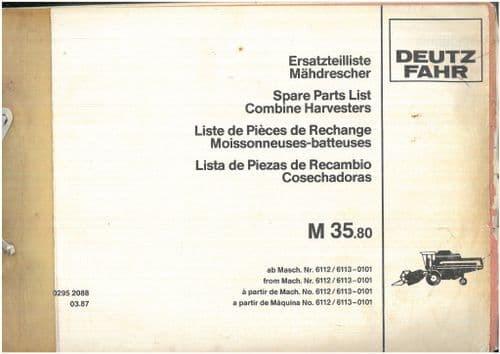 DEUTZ
FAHR
Ersatzteilliste
Mähdrescher
Spare Parts List
Combine Harvesters
Liste de Pièces de Rechange
Moissonneuses-batteuses
Lista de Piezas de Recambio
Cosechadoras
M 35.80
ab Masch. Nr. 6112 / 6113-0101
from Mach. Nr. 6112 / 6113-0101
à partir de Mach. No. 6112 / 6113-0101
a partir de Máquina No. 6112 / 6113-0101
0295 2088
03.87